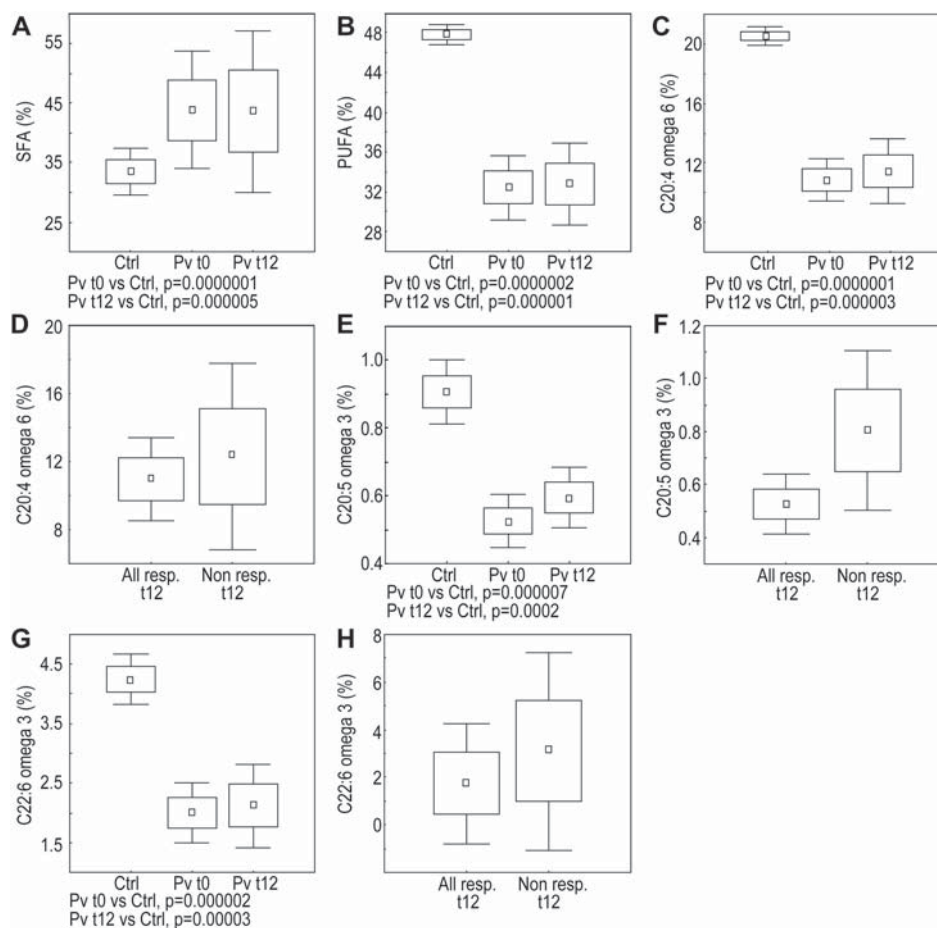 A
SFA (%)
55
45
35
25
Ctrl Pv t0 Pv t12
Pv t0 vs Ctrl, p=0.0000001
Pv t12 vs Ctrl, p=0.000005
B
PUFA (%)
48
44
40
36
32
28
Ctrl Pv t0 Pv t12
Pv t0 vs Ctrl, p=0.0000002
Pv t12 vs Ctrl, p=0.000001
C
C20:4 omega 6 (%)
20
16
12
8
Ctrl Pv t0 Pv t12
Pv t0 vs Ctrl, p=0.0000001
Pv t12 vs Ctrl, p=0.000003
D
C20:4 omega 6 (%)
20
16
12
8
All resp. Non resp.
t12 t12
E
C20:5 omega 3 (%)
1.0
0.8
0.6
0.4
Ctrl Pv t0 Pv t12
Pv t0 vs Ctrl, p=0.000007
Pv t12 vs Ctrl, p=0.0002
F
C20:5 omega 3 (%)
1.2
1.0
0.8
0.6
0.4
All resp. Non resp.
t12 t12
G
C22:6 omega 3 (%)
4.5
3.5
2.5
1.5
Ctrl Pv t0 Pv t12
Pv t0 vs Ctrl, p=0.000002
Pv t12 vs Ctrl, p=0.00003
H
C22:6 omega 3 (%)
8
6
4
2
0
All resp. Non resp.
t12 t12